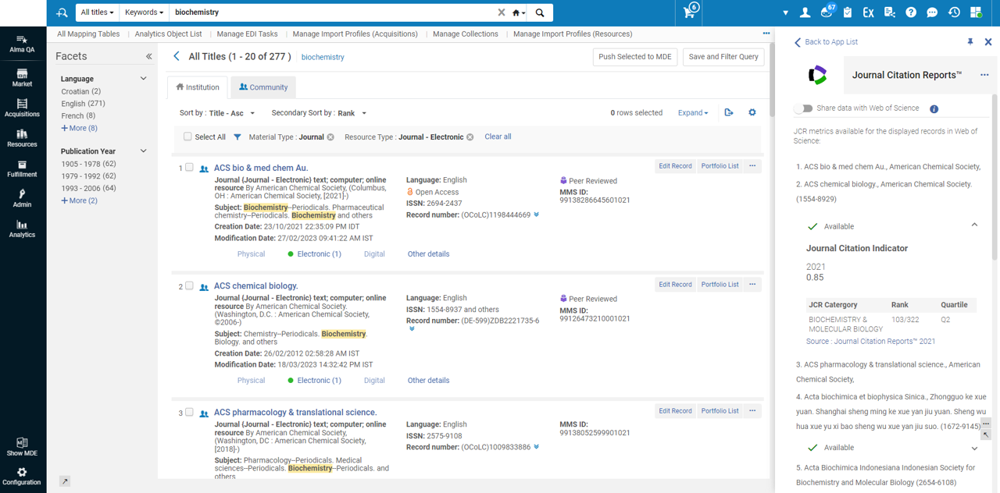 All titles
Keywords
biochemistry
6
67
Ex
Alma QA
Market
Acquisitions
Resources
Fulfillment
Admin
Analytics
Show MDE
Configuration
All Mapping Tables
Analytics Object List
Manage EDI Tasks
Manage Import Profiles (Acquisitions)
Manage Collections
Manage Import Profiles (Resources)
Facets
Language
Croatian (2)
English (271)
French (8)
+ More (8)
Publication Year
1905 - 1978 (62)
1979 - 1992 (62)
1993 - 2006 (64)
+ More (2)
All Titles (1 - 20 of 277 )
biochemistry
Push Selected to MDE
Save and Filter Query
Institution
Community
Sort by : Title - Asc
Secondary Sort by : Rank
0 rows selected
Expand
Select All
Material Type : Journal
Resource Type : Journal - Electronic
Clear all
1
ACS bio & med chem Au.
Edit Record
Portfolio List
Journal {Journal - Electronic} text; computer; online
resource By American Chemical Society, (Columbus,
OH : American Chemical Society, [2021]-)
Subject: Biochemistry--Periodicals. Pharmaceutical
chemistry--Periodicals. Biochemistry and others
Creation Date: 23/10/2021 22:35:09 PM IDT
Modification Date: 27/02/2023 09:41:22 AM IST
Language: English
Open Access
ISSN: 2694-2437
Record number: (OCoLC)1198444669
Peer Reviewed
MMS ID:
99138286645601021
Physical
Electronic (1)
Digital
Other details
2
ACS chemical biology.
Edit Record
Portfolio List
Journal {Journal - Electronic} text; computer; online
resource By American Chemical Society.
(Washington, D.C. : American Chemical Society,
©2006-)
Subject: Chemistry--Periodicals. Biochemistry.
Biology. and others
Creation Date: 26/02/2012 02:58:28 AM IST
Modification Date: 18/03/2023 14:32:42 PM IST
Language: English
ISSN: 1554-8937 and others
Record number: (DE-599)ZDB2221735-6
Peer Reviewed
MMS ID:
99126473210001021
Physical
Electronic (1)
Digital
Other details
3
ACS pharmacology & translational science.
Edit Record
Portfolio List
Journal {Journal - Electronic} text; computer; online
resource By American Chemical Society,
(Washington, DC : American Chemical Society,
[2018]-)
Subject: Pharmacology--Periodicals. Medical
sciences--Periodicals. Biochemistry--Periodicals. and
others
Language: English
ISSN: 2575-9108
Record number: (OCoLC)1009833886
MMS ID:
99138052599901021
Back to App List
Journal Citation Reports™
Share data with Web of Science
JCR metrics available for the displayed records in Web of
Science:
1. ACS bio & med chem Au., American Chemical Society,
2. ACS chemical biology., American Chemical Society.
(1554-8929)
Available
Journal Citation Indicator
2021
0.85
JCR Catergory Rank Quartile
BIOCHEMISTRY & 103/322 Q2
MOLECULAR BIOLOGY
Source : Journal Citation Reports™ 2021
3. ACS pharmacology & translational science., American
Chemical Society,
4. Acta biochimica et biophysica Sinica., Zhongguo ke xue
yuan. Shanghai sheng ming ke xue yan jiu yuan. Sheng wu
hua xue yu xi bao sheng wu xue yan jiu suo. (1672-9145)
Available
5. Acta Biochimica Indonesiana Indonesian Society for
Biochemistry and Molecular Biology (2654-6108)